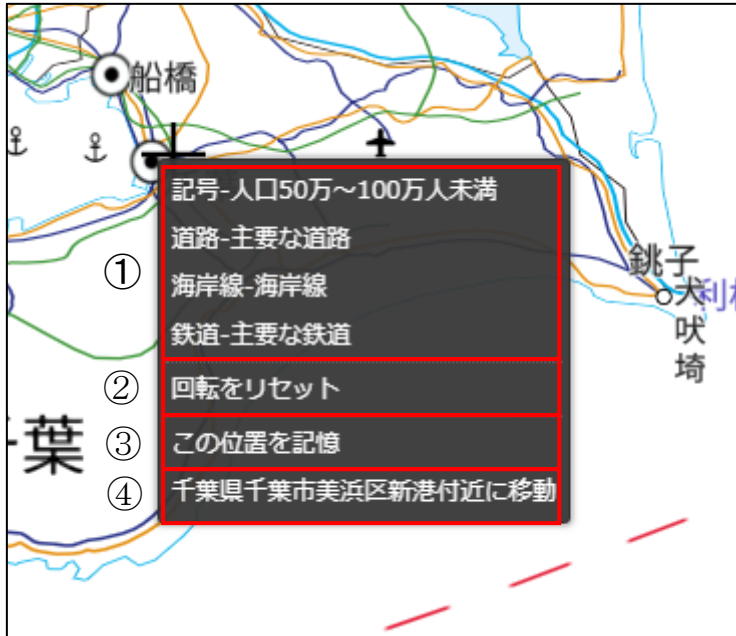 船橋
①
記号-人口50万～100万人未満
道路-主要な道路
海岸線-海岸線
鉄道-主要な鉄道
②
回転をリセット
③
この位置を記憶
④
千葉県千葉市美浜区新港付近に移動
葉
銚子
犬吠埼
利